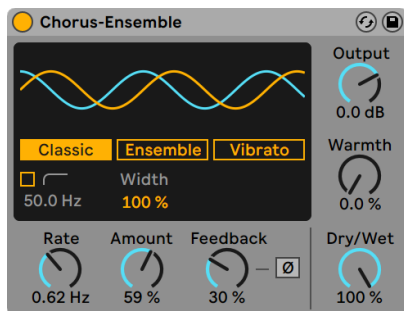 Chorus-Ensemble
Output
0.0 dB
Classic Ensemble Vibrato
Warmth
0.0 %
Width
50.0 Hz 100 %
Rate Amount Feedback Dry/Wet
Ø
0.62 Hz 59 % 30 % 100 %